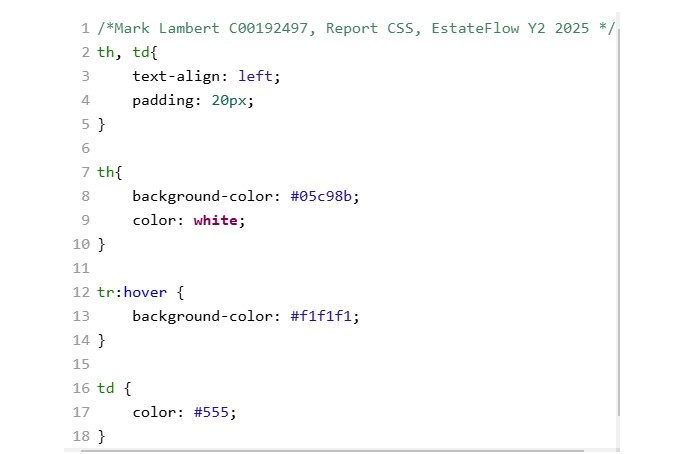 1 /*Mark Lambert C00192497, Report CSS, EstateFlow Y2 2025 */
2 th, td{
3     text-align: left;
4     padding: 20px;
5 }
6
7 th{
8     background-color: #05c98b;
9     color: white;
10 }
11
12 tr:hover {
13     background-color: #f1f1f1;
14 }
15
16 td {
17     color: #555;
18 }